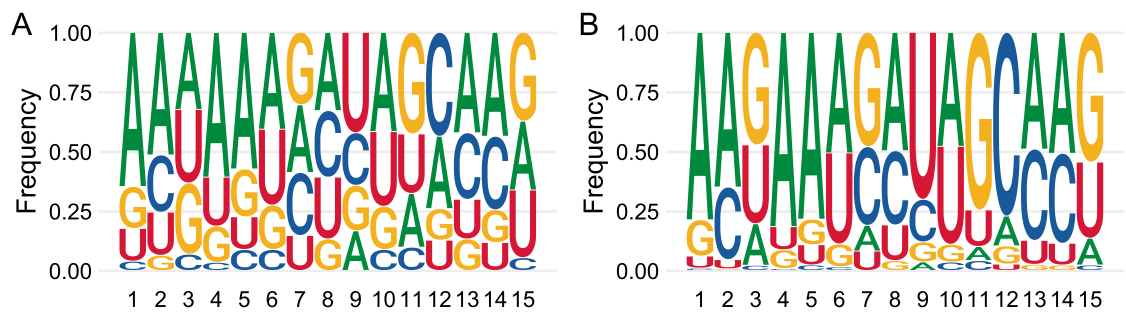 A
Frequency
1.00
0.75
0.50
0.25
0.00
A A A A A A G A U A G C A A G
G C U U G U A C C U U A C C A
U U G G U G C U G G A G U G U
C G C C C C U G A C C U G U C
1 2 3 4 5 6 7 8 9 10 11 12 13 14 15
B
Frequency
1.00
0.75
0.50
0.25
0.00
A A G A A A G A U A G C A A G
G C U U G U C C C U U A C C U
U U A G U G A U G G A G U U A
C C C C C U G A C C U G G C
1 2 3 4 5 6 7 8 9 10 11 12 13 14 15